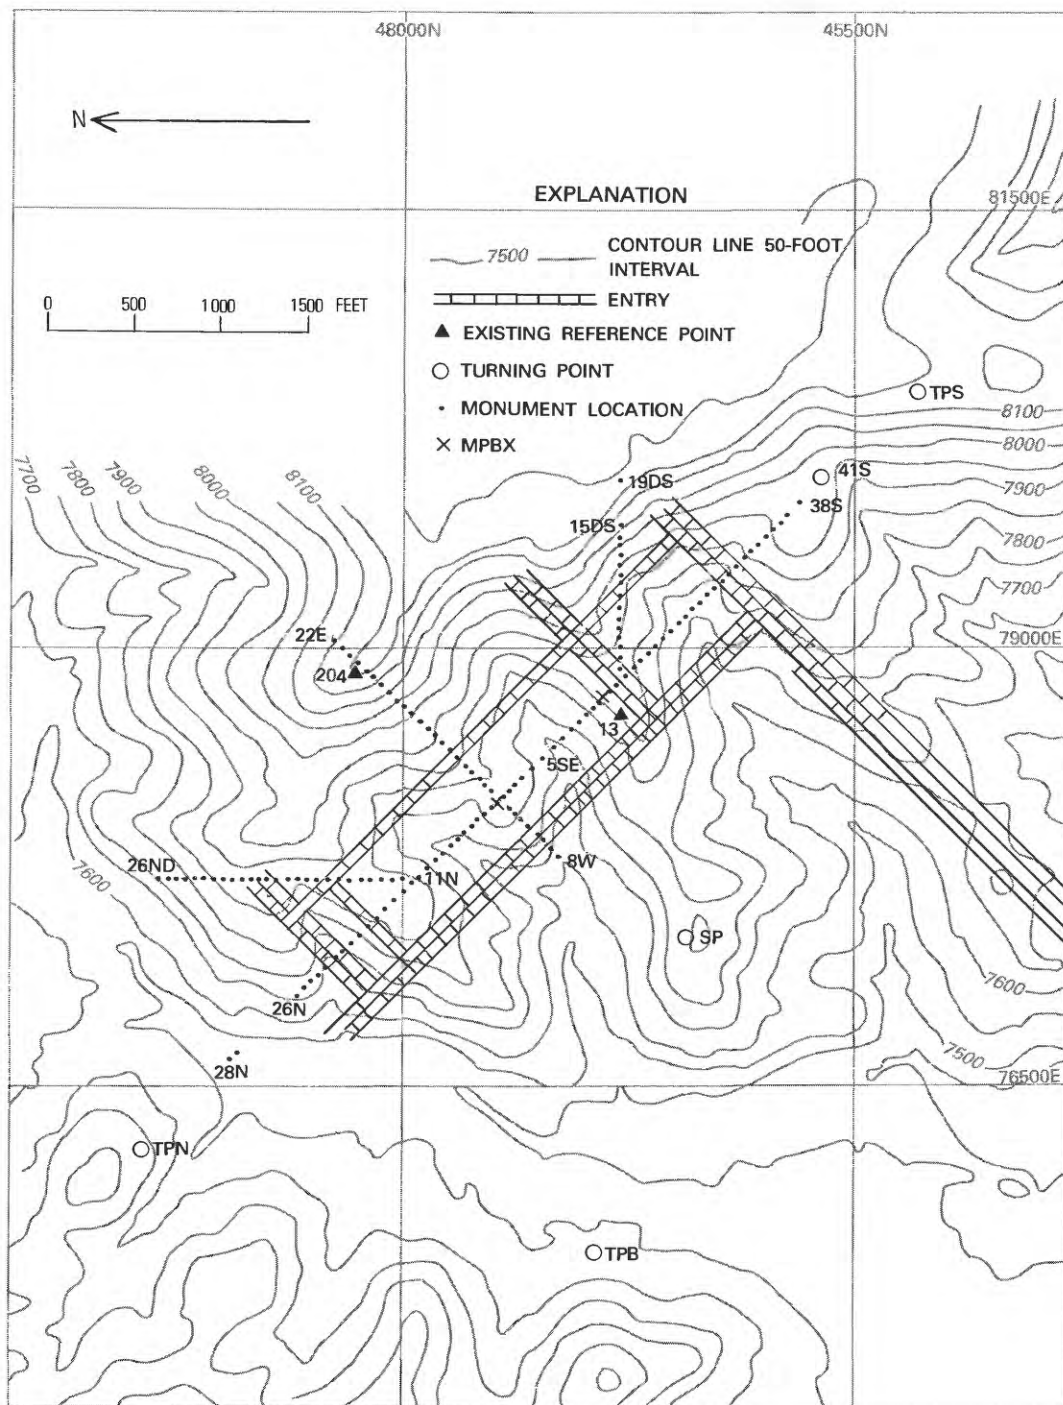 48000N
45500N
N
EXPLANATION
81500E
7500
CONTOUR LINE 50-FOOT
INTERVAL
ENTRY
0 500 1000 1500 FEET
EXISTING REFERENCE POINT
TURNING POINT
TPS
MONUMENT LOCATION
8100
MPBX
8000
7700
7800
7900
8000
8100
19DS
41S
7900
38S
15DS
7800
7700
22E
79000E
204
13
5SE
26ND
7600
11N
8W
SP
7600
26N
7500
28N
76500E
TPN
TPB